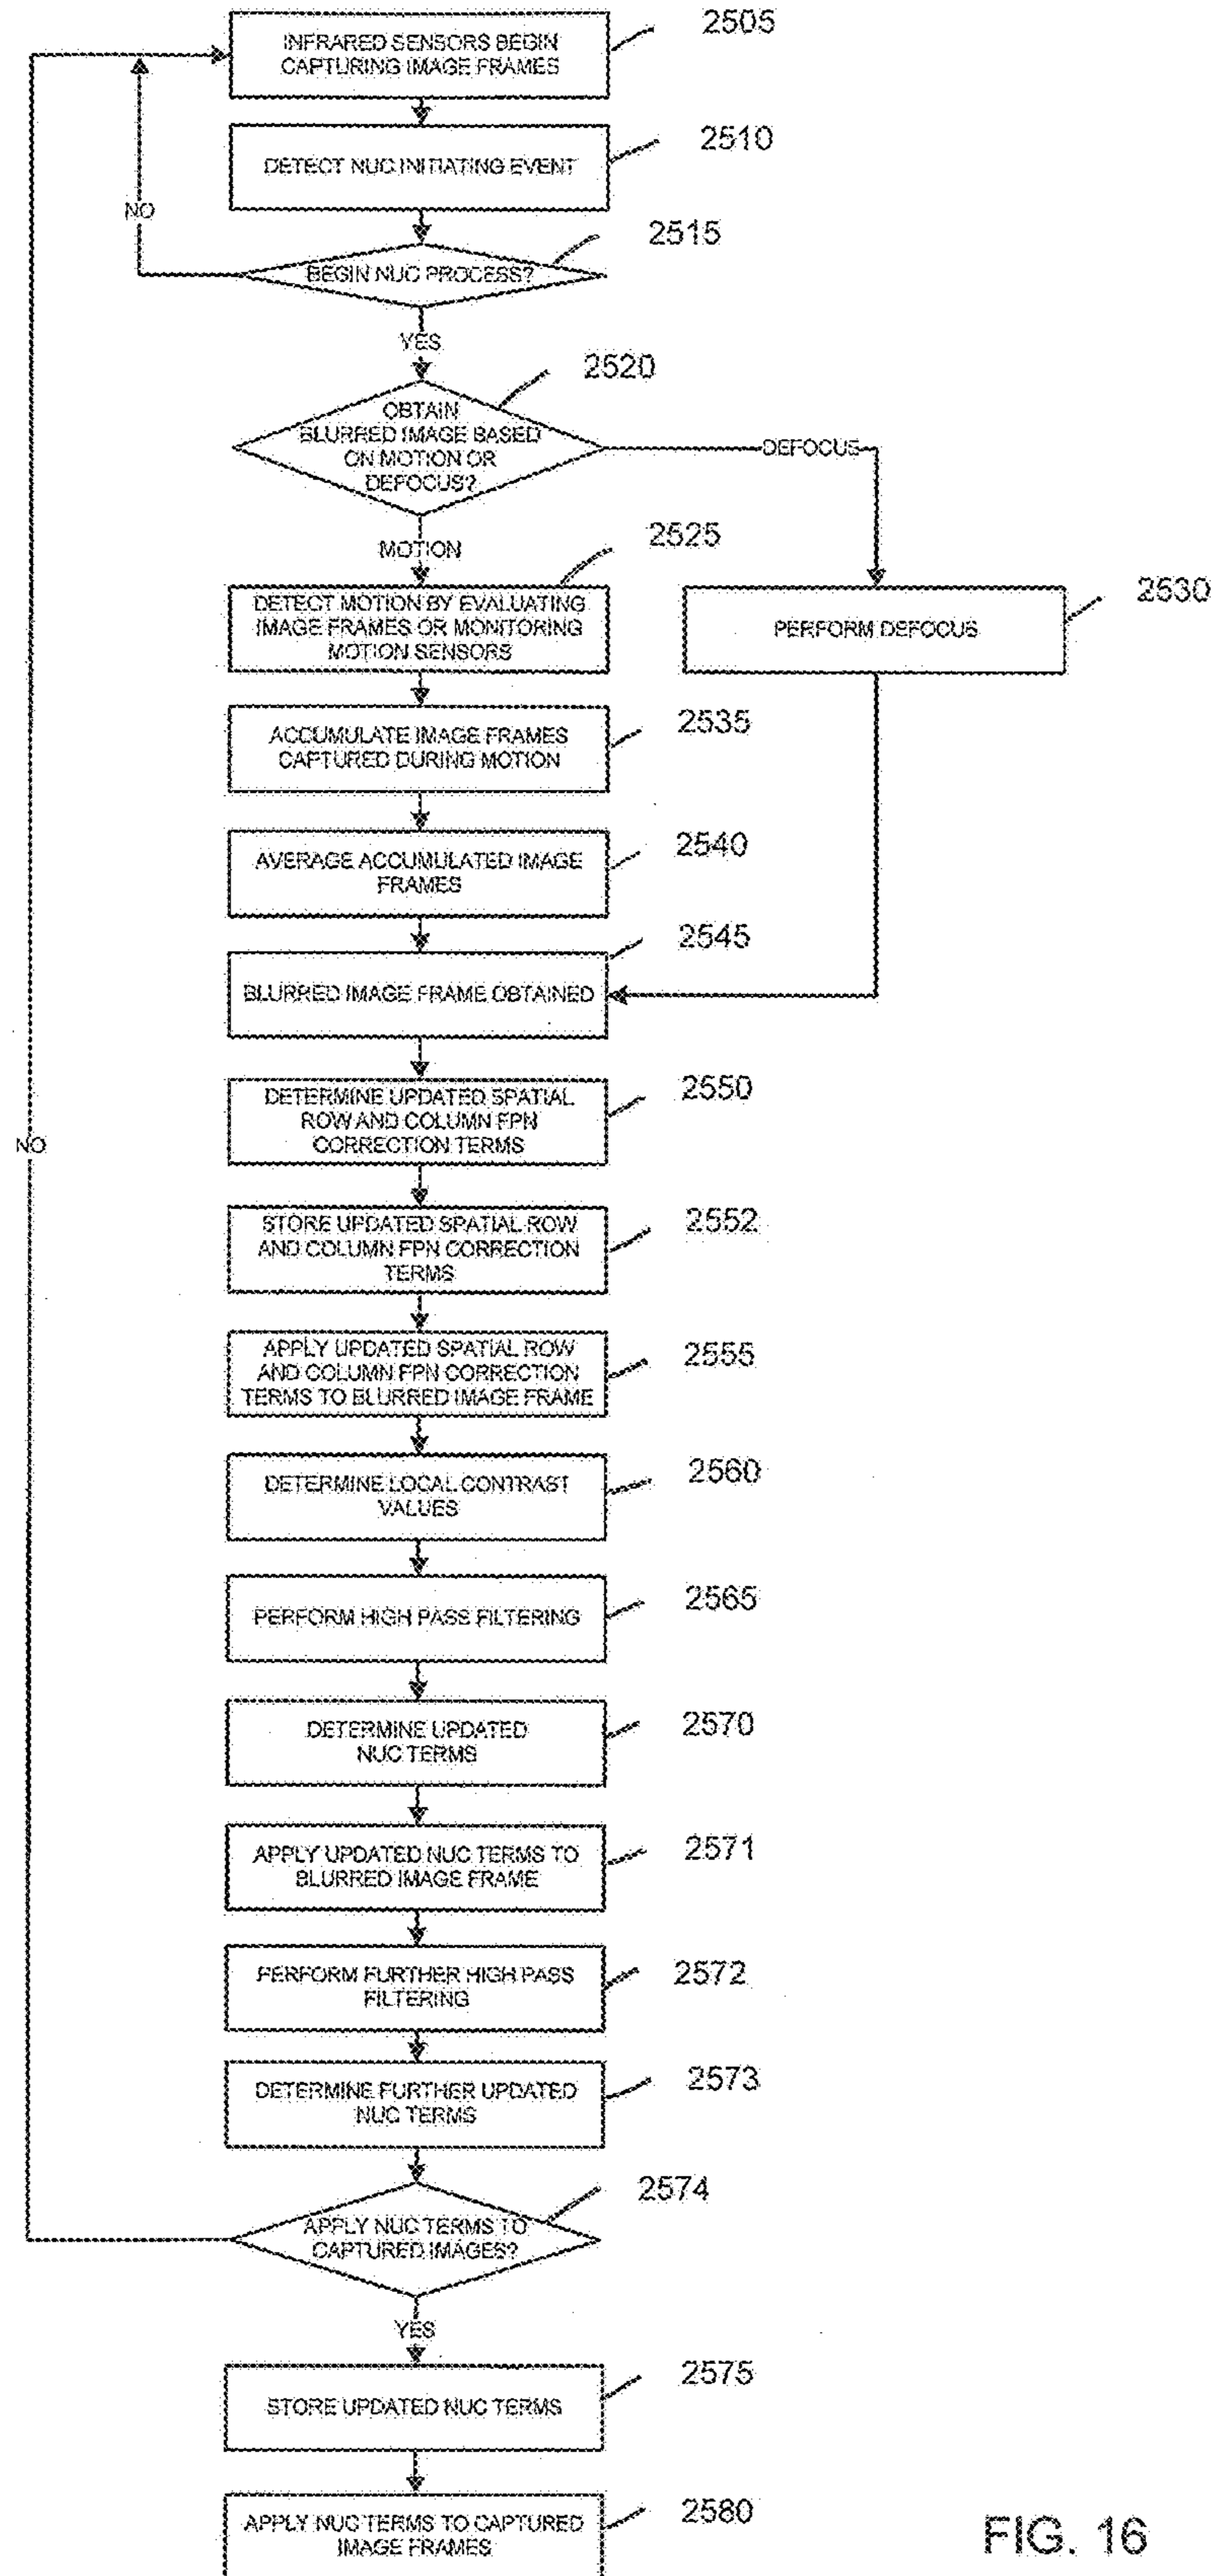 INFRARED SENSORS BEGIN
CAPTURING IMAGE FRAMES
2505
DETECT NUC INITIATING EVENT
2510
NO
BEGIN NUC PROCESS?
2515
YES
OBTAIN
BLURRED IMAGE BASED
ON MOTION OR
DEFOCUS?
2520
DEFOCUS
MOTION
DETECT MOTION BY EVALUATING
IMAGE FRAMES OR MONITORING
MOTION SENSORS
2525
PERFORM DEFOCUS
2530
ACCUMULATE IMAGE FRAMES
CAPTURED DURING MOTION
2535
AVERAGE ACCUMULATED IMAGE
FRAMES
2540
BLURRED IMAGE FRAME OBTAINED
2545
DETERMINE UPDATED SPATIAL
ROW AND COLUMN FPN
CORRECTION TERMS
2550
NO
STORE UPDATED SPATIAL ROW
AND COLUMN FPN CORRECTION
TERMS
2552
APPLY UPDATED SPATIAL ROW
AND COLUMN FPN CORRECTION
TERMS TO BLURRED IMAGE FRAME
2555
DETERMINE LOCAL CONTRAST
VALUES
2560
PERFORM HIGH PASS FILTERING
2565
DETERMINE UPDATED
NUC TERMS
2570
APPLY UPDATED NUC TERMS TO
BLURRED IMAGE FRAME
2571
PERFORM FURTHER HIGH PASS
FILTERING
2572
DETERMINE FURTHER UPDATED
NUC TERMS
2573
APPLY NUC TERMS TO
CAPTURED IMAGES?
2574
YES
STORE UPDATED NUC TERMS
2575
APPLY NUC TERMS TO CAPTURED
IMAGE FRAMES
2580
FIG. 16